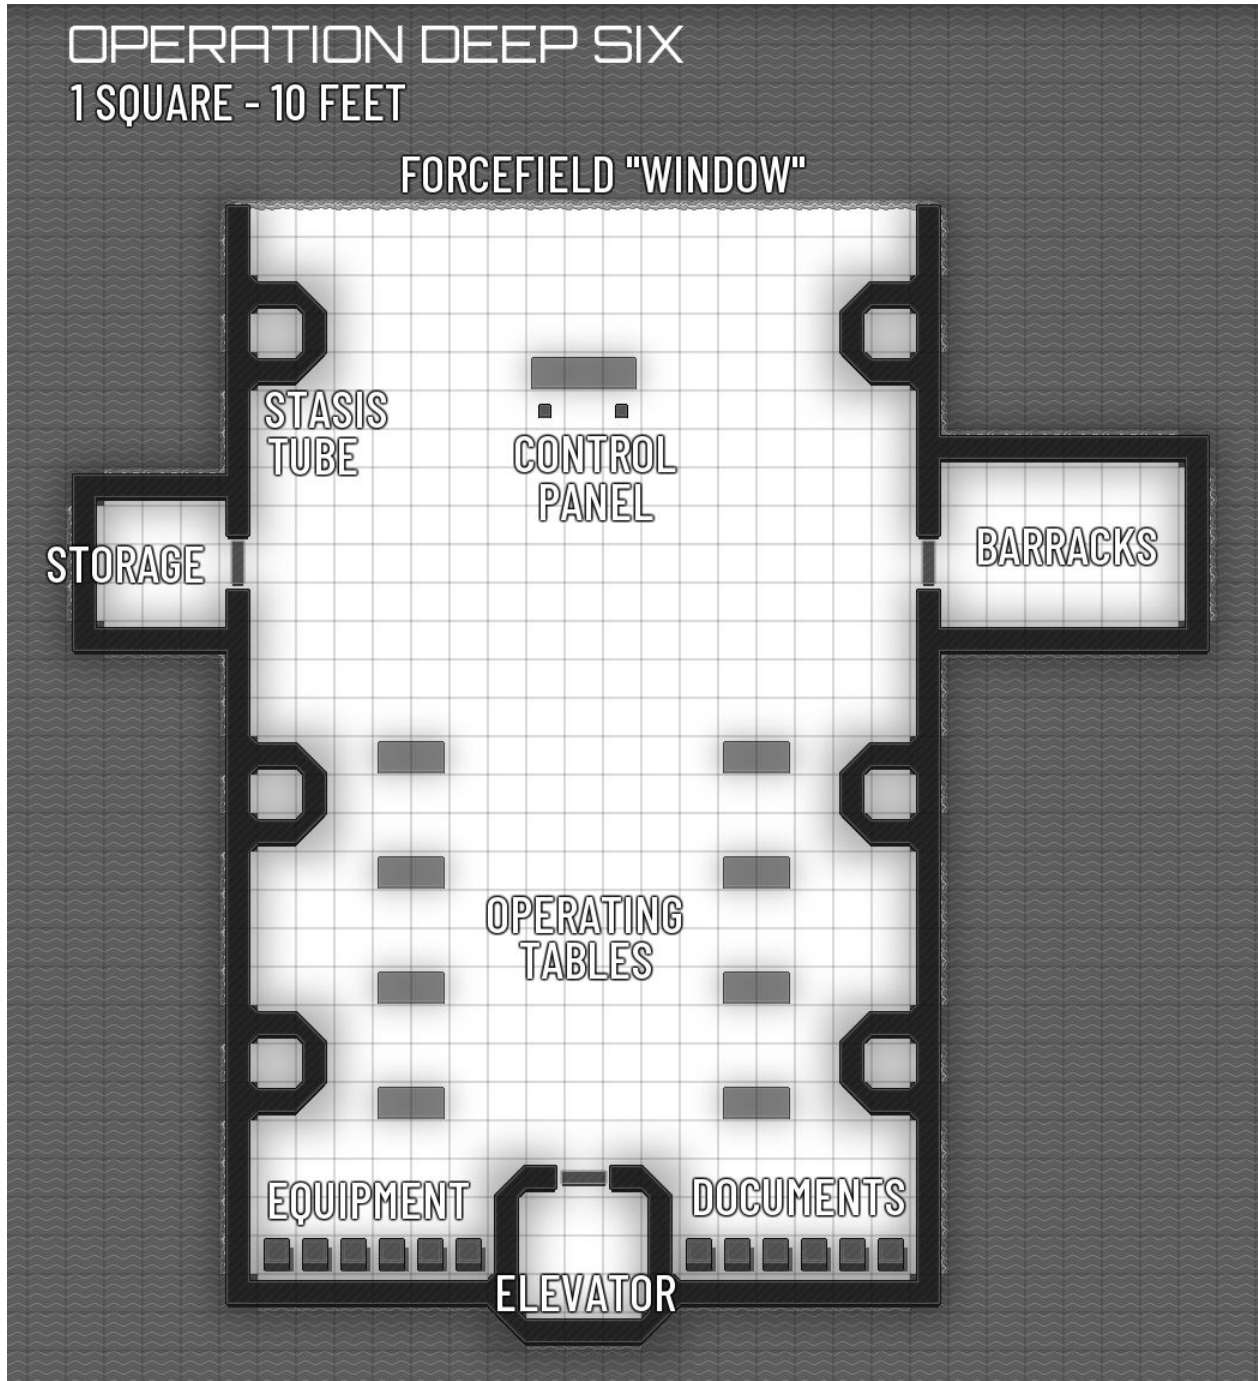 OPERATION DEEP SIX
1 SQUARE - 10 FEET
FORCEFIELD "WINDOW"
STASIS
TUBE
CONTROL
PANEL
STORAGE
BARRACKS
OPERATING
TABLES
EQUIPMENT
DOCUMENTS
ELEVATOR